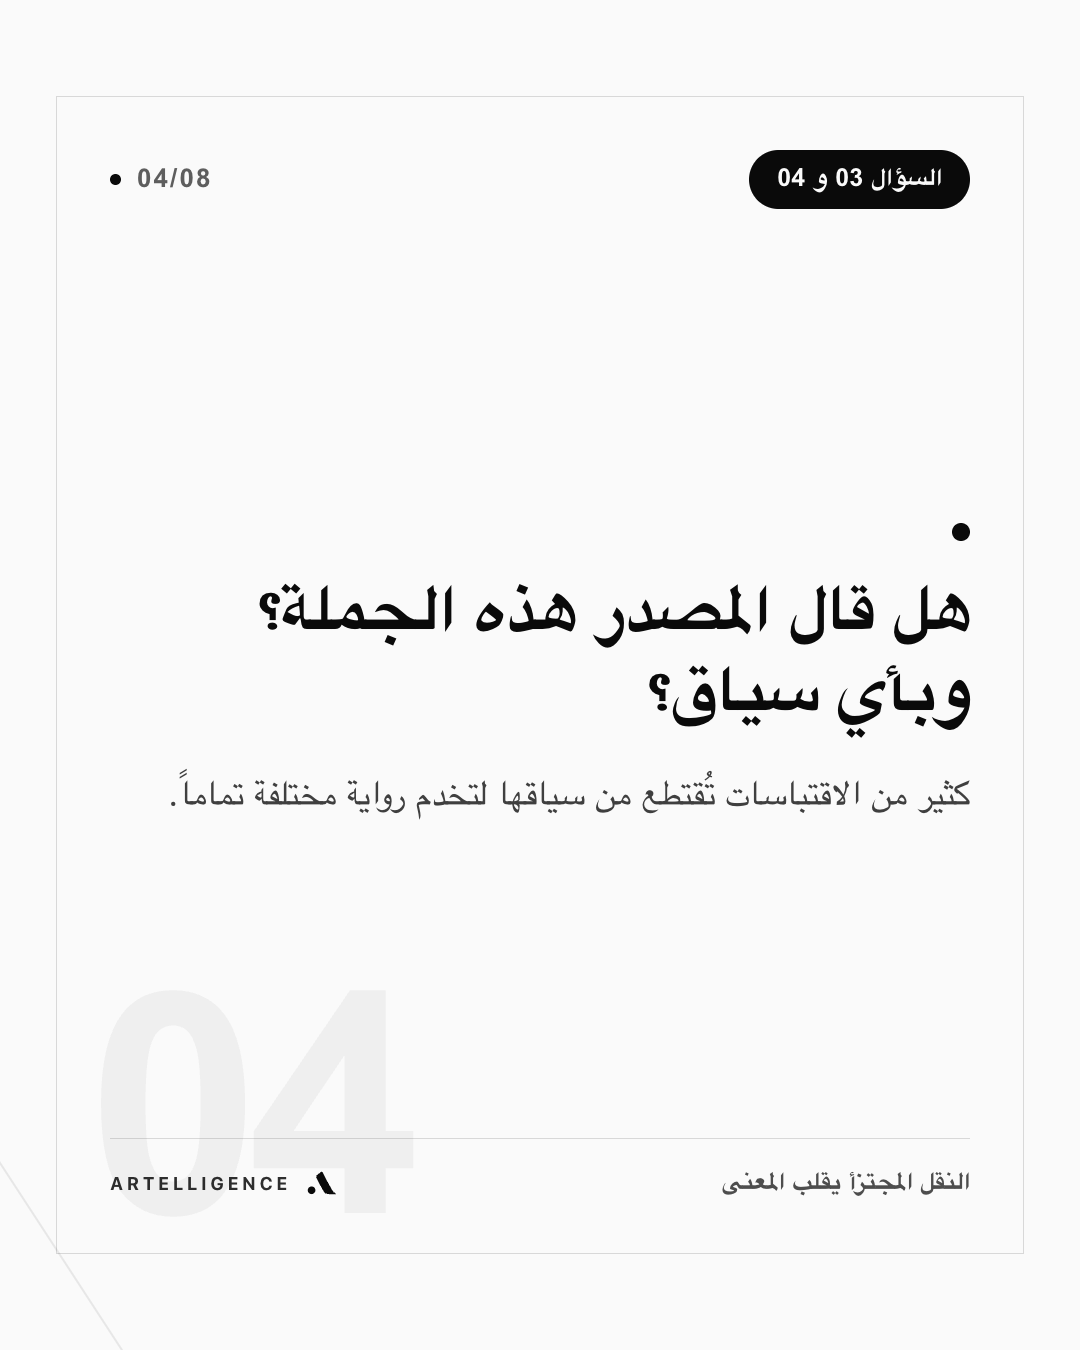 السؤال 03 و 04
04/08
هل قال المصدر هذه الجملة؟
وبأي سياق؟
كثير من الاقتباسات تُقتطع من سياقها لتخدم رواية مختلفة تماماً.
04
النقل المجتزأ يقلب المعنى
ARTELLIGENCE